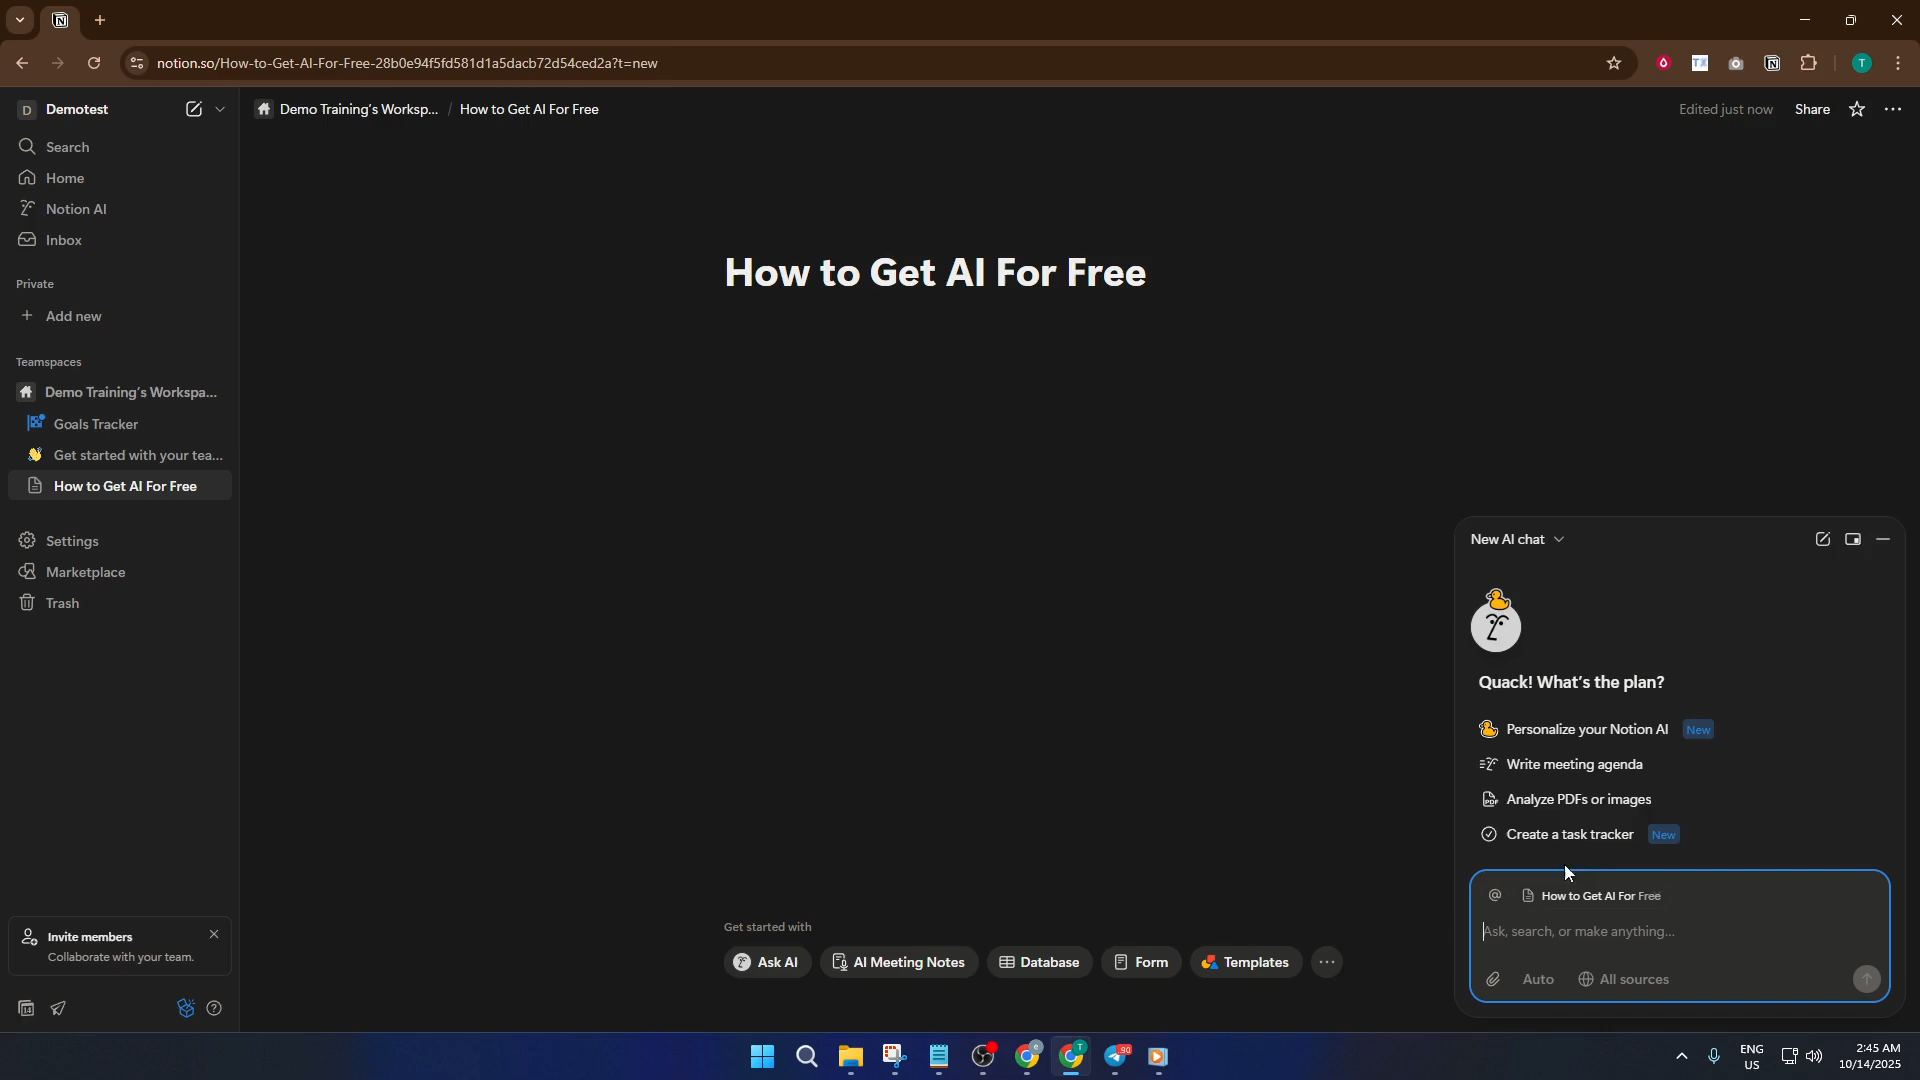 notion.so/How-to-Get-AI-For-Free-28b0e94f5fd581d1a5dacb72d54ced2a?t=new
T
D Demotest
Search
Home
Notion AI
Inbox
Private
Add new
Teamspaces
Demo Training's Workspa...
Goals Tracker
Get started with your tea...
How to Get AI For Free
Settings
Marketplace
Trash
Invite members
Collaborate with your team.
14
Demo Training's Worksp... / How to Get AI For Free
Edited just now
Share
How to Get AI For Free
Get started with
Ask AI
AI Meeting Notes
Database
Form
Templates
New AI chat
Quack! What's the plan?
Personalize your Notion AI New
Write meeting agenda
PDF Analyze PDFs or images
Create a task tracker New
@ How to Get AI For Free
Ask, search, or make anything...
Auto
All sources
e
T
90
ENG
US
2:45 AM
10/14/2025